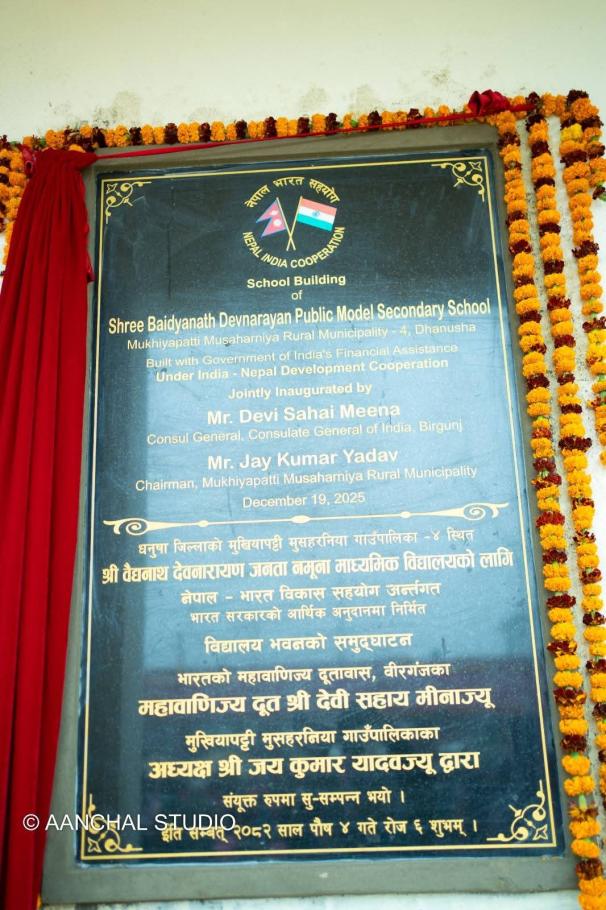 नेपाल भारत सहयोग
NEPAL INDIA COOPERATION
School Building
of
Shree Baidyanath Devnarayan Public Model Secondary School
Mukhiyapatti Musaharniya Rural Municipality - 4, Dhanusha
Built with Government of India's Financial Assistance
Under India - Nepal Development Cooperation
Jointly Inaugurated by
Mr. Devi Sahai Meena
Consul General, Consulate General of India, Birgunj
Mr. Jay Kumar Yadav
Chairman, Mukhiyapatti Musaharniya Rural Municipality
December 19, 2025
धनुषा जिल्लाको मुखियापट्टी मुसहरनिया गाउँपालिका -४ स्थित
श्री वैद्यनाथ देवनारायण जनता नमूना माध्यमिक विद्यालयको लागि
नेपाल - भारत विकास सहयोग अर्न्तगत
भारत सरकारको आर्थिक अनुदानमा निर्मित
विद्यालय भवनको समुद्घाटन
भारतको महावाणिज्य दूतावास, वीरगंजका
महावाणिज्य दूत श्री देवी सहाय मीनाज्यू
मुखियापट्टी मुसहरनिया गाउँपालिकाका
अध्यक्ष श्री जय कुमार यादवज्यू द्वारा
संयूक्त रुपमा सु-सम्पन्न भयो ।
इति सम्बत् २०८२ साल पौष ४ गते रोज ६ शुभम् ।
© AANCHAL STUDIO